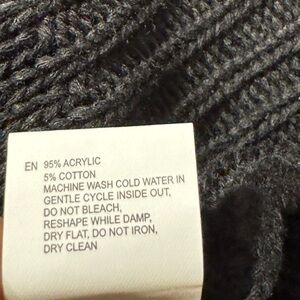 EN 95% ACRYLIC
5% COTTON
MACHINE WASH COLD WATER IN
GENTLE CYCLE INSIDE OUT,
DO NOT BLEACH,
RESHAPE WHILE DAMP,
DRY FLAT, DO NOT IRON,
DRY CLEAN